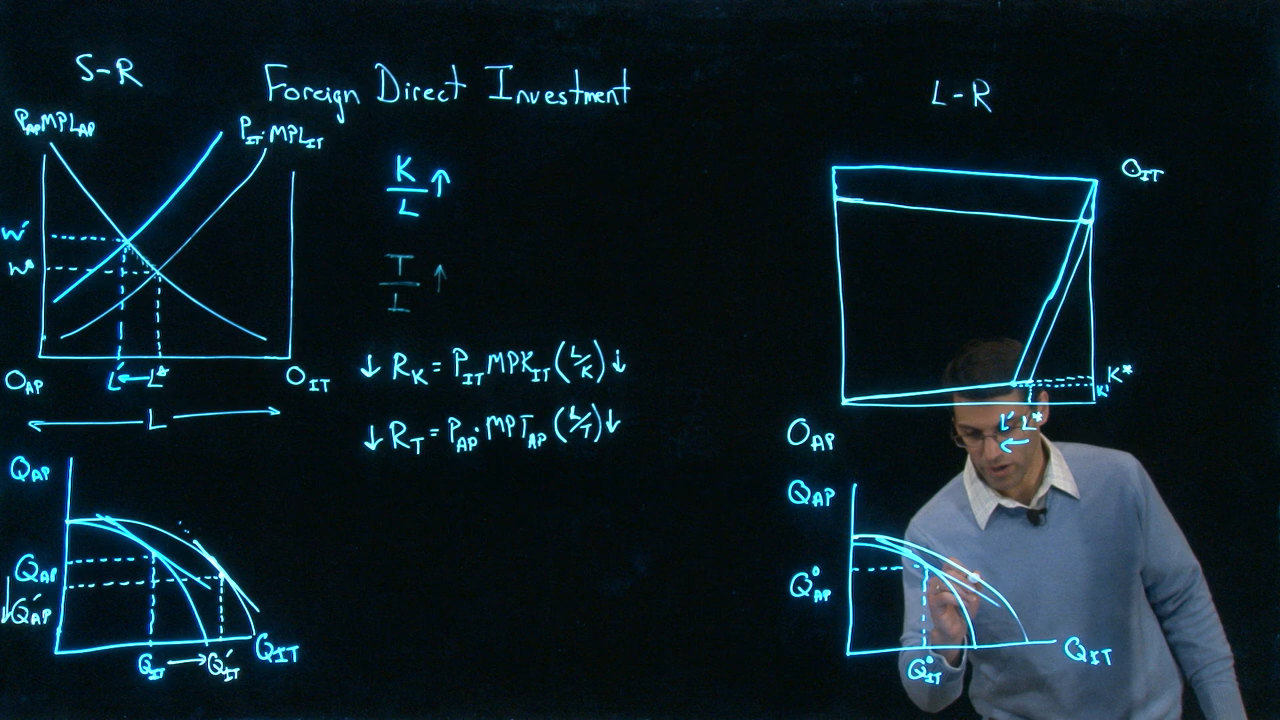 S-R
Foreign Direct Investment
L-R
P_AP MPL_AP
P_IT·MPL_IT
W′
W*
O_AP
L′ ← L*
O_IT
← L →
K/L ↑
T/L ↑
↓ R_K = P_IT MPK_IT (L/K) ↓
↓ R_T = P_AP·MPT_AP (L/T) ↓
Q_AP
Q_AP
↓ Q′_AP
Q_IT → Q′_IT
Q_IT
O_IT
K*
K′
L′ L*
←
O_AP
Q_AP
Q°_AP
Q°_IT
Q_IT